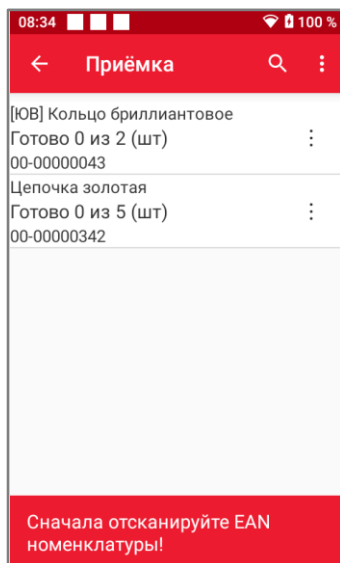 08:34 100 %
Приёмка
[ЮВ] Кольцо бриллиантовое
Готово 0 из 2 (шт)
00-00000043
Цепочка золотая
Готово 0 из 5 (шт)
00-00000342
Сначала отсканируйте EAN
номенклатуры!